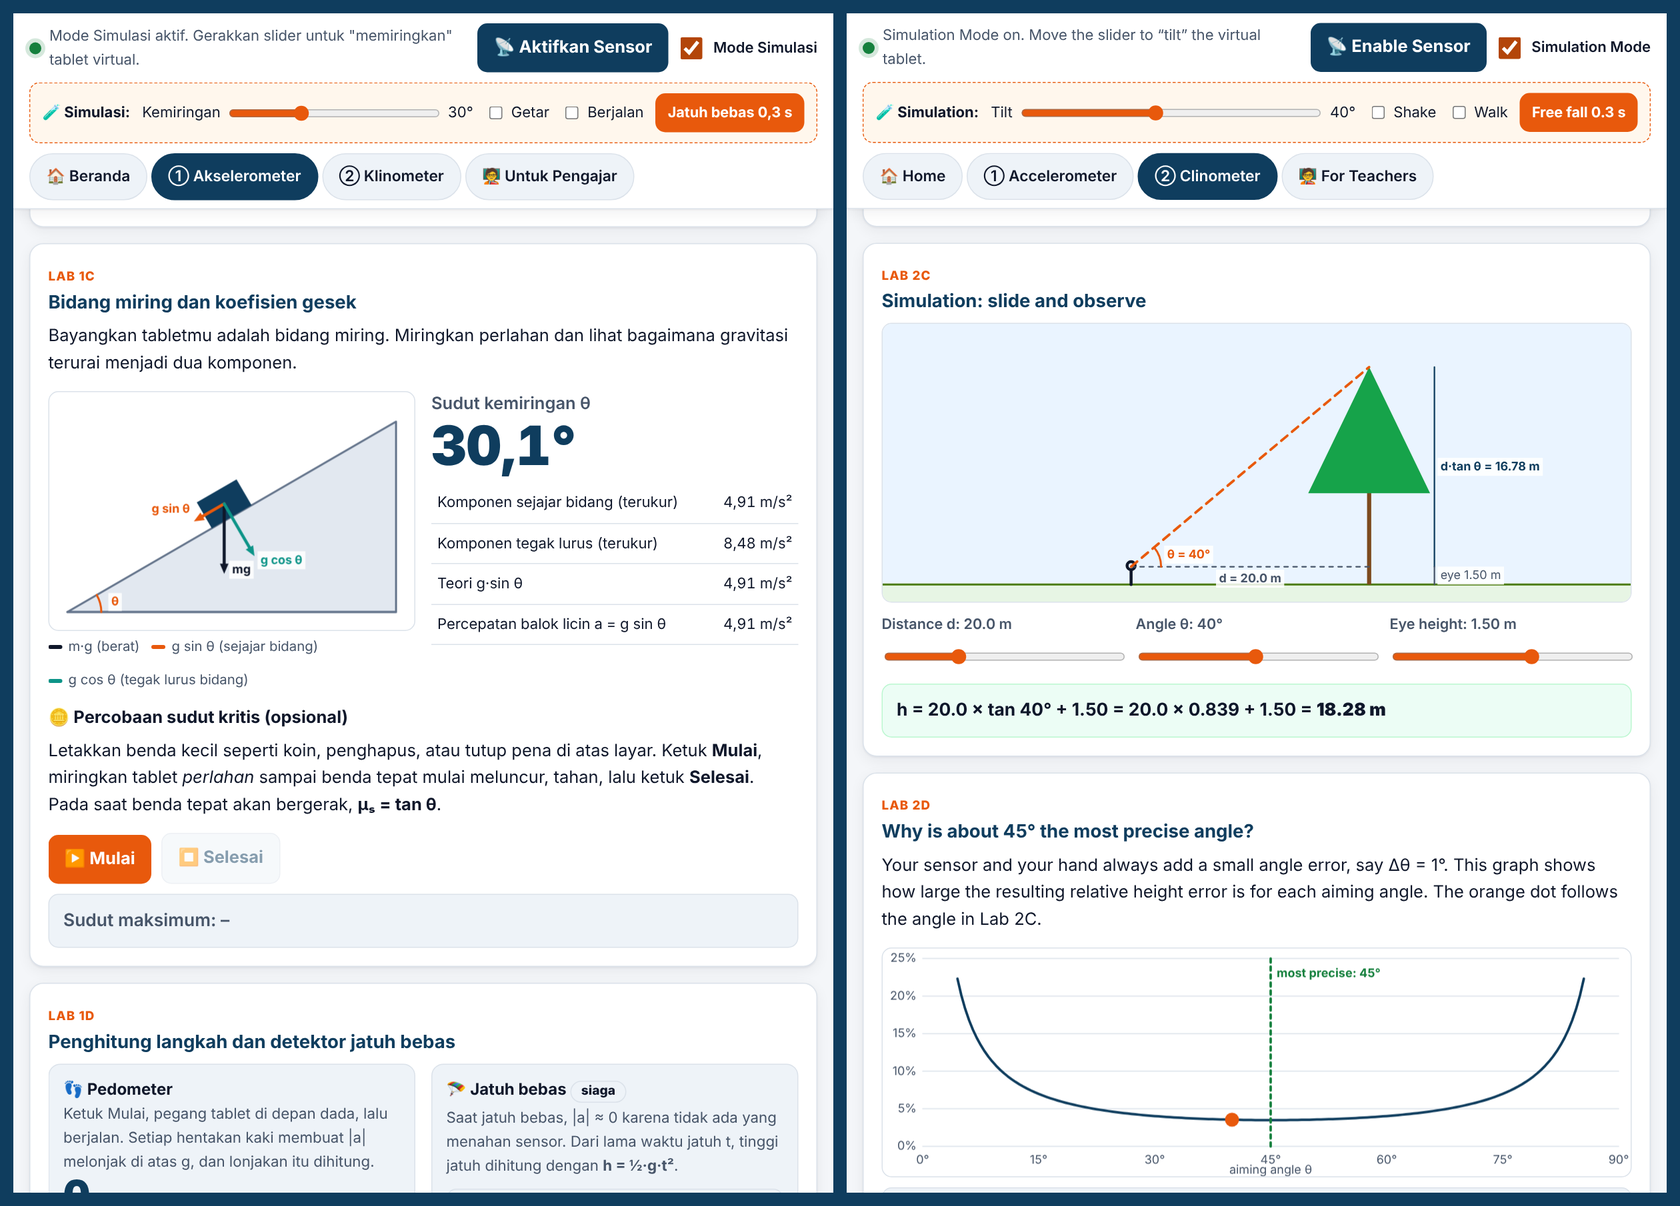 Mode Simulasi aktif. Gerakkan slider untuk "memiringkan"
tablet virtual.
📡 Aktifkan Sensor
Mode Simulasi
🧪 Simulasi: Kemiringan 30° Getar Berjalan Jatuh bebas 0,3 s
🏠 Beranda
① Akselerometer
② Klinometer
🧑‍🏫 Untuk Pengajar
LAB 1C
Bidang miring dan koefisien gesek
Bayangkan tabletmu adalah bidang miring. Miringkan perlahan dan lihat bagaimana gravitasi
terurai menjadi dua komponen.
g sin θ
g cos θ
mg
θ
m·g (berat) g sin θ (sejajar bidang)
g cos θ (tegak lurus bidang)
Sudut kemiringan θ
30,1°
Komponen sejajar bidang (terukur) 4,91 m/s²
Komponen tegak lurus (terukur) 8,48 m/s²
Teori g·sin θ 4,91 m/s²
Percepatan balok licin a = g sin θ 4,91 m/s²
🪙 Percobaan sudut kritis (opsional)
Letakkan benda kecil seperti koin, penghapus, atau tutup pena di atas layar. Ketuk Mulai,
miringkan tablet perlahan sampai benda tepat mulai meluncur, tahan, lalu ketuk Selesai.
Pada saat benda tepat akan bergerak, μₛ = tan θ.
▶️ Mulai
⏹️ Selesai
Sudut maksimum: –
LAB 1D
Penghitung langkah dan detektor jatuh bebas
👣 Pedometer
Ketuk Mulai, pegang tablet di depan dada, lalu
berjalan. Setiap hentakan kaki membuat |a|
melonjak di atas g, dan lonjakan itu dihitung.
🪂 Jatuh bebas siaga
Saat jatuh bebas, |a| ≈ 0 karena tidak ada yang
menahan sensor. Dari lama waktu jatuh t, tinggi
jatuh dihitung dengan h = ½·g·t².
Simulation Mode on. Move the slider to “tilt” the virtual
tablet.
📡 Enable Sensor
Simulation Mode
🧪 Simulation: Tilt 40° Shake Walk Free fall 0.3 s
🏠 Home
① Accelerometer
② Clinometer
🧑‍🏫 For Teachers
LAB 2C
Simulation: slide and observe
d·tan θ = 16.78 m
θ = 40°
d = 20.0 m
eye 1.50 m
Distance d: 20.0 m
Angle θ: 40°
Eye height: 1.50 m
h = 20.0 × tan 40° + 1.50 = 20.0 × 0.839 + 1.50 = 18.28 m
LAB 2D
Why is about 45° the most precise angle?
Your sensor and your hand always add a small angle error, say Δθ = 1°. This graph shows
how large the resulting relative height error is for each aiming angle. The orange dot follows
the angle in Lab 2C.
25%
most precise: 45°
20%
15%
10%
5%
0%
0° 15° 30° 45° 60° 75° 90°
aiming angle θ